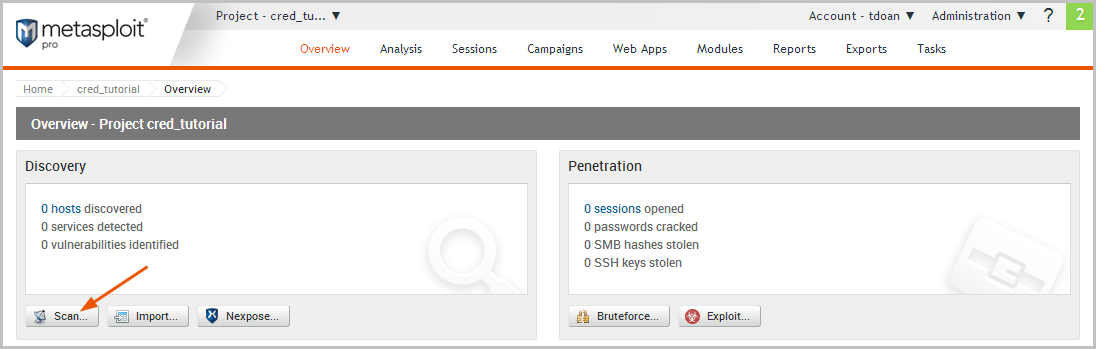 metasploit®
pro
Project - cred_tu... ▼
Account - tdoan ▼
Administration ▼
?
2
Overview
Analysis
Sessions
Campaigns
Web Apps
Modules
Reports
Exports
Tasks
Home
cred_tutorial
Overview
Overview - Project cred_tutorial
Discovery
0 hosts discovered
0 services detected
0 vulnerabilities identified
Scan...
Import...
Nexpose...
Penetration
0 sessions opened
0 passwords cracked
0 SMB hashes stolen
0 SSH keys stolen
Bruteforce...
Exploit...